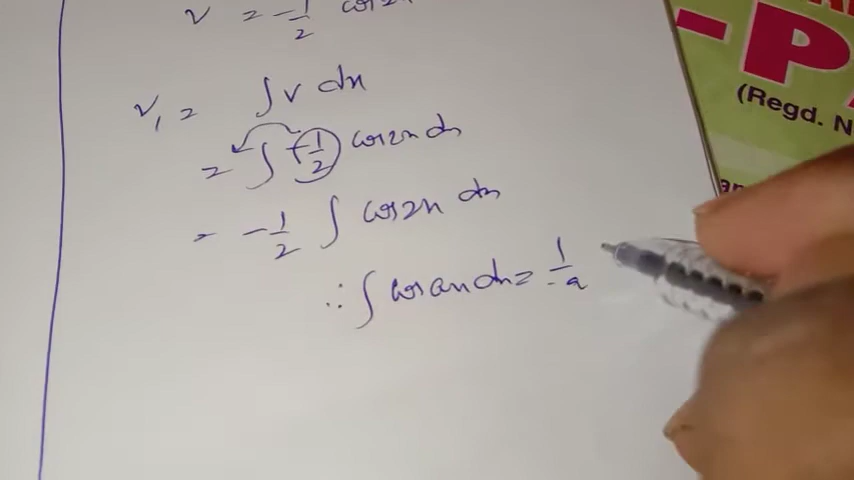 v = -1/2 cos2x
v₁ = ∫ v dx
= ∫ -1/2 cos2x dx
= -1/2 ∫ cos2x dx
∵ ∫ cos ax dx = 1/a
-P
(Regd. N